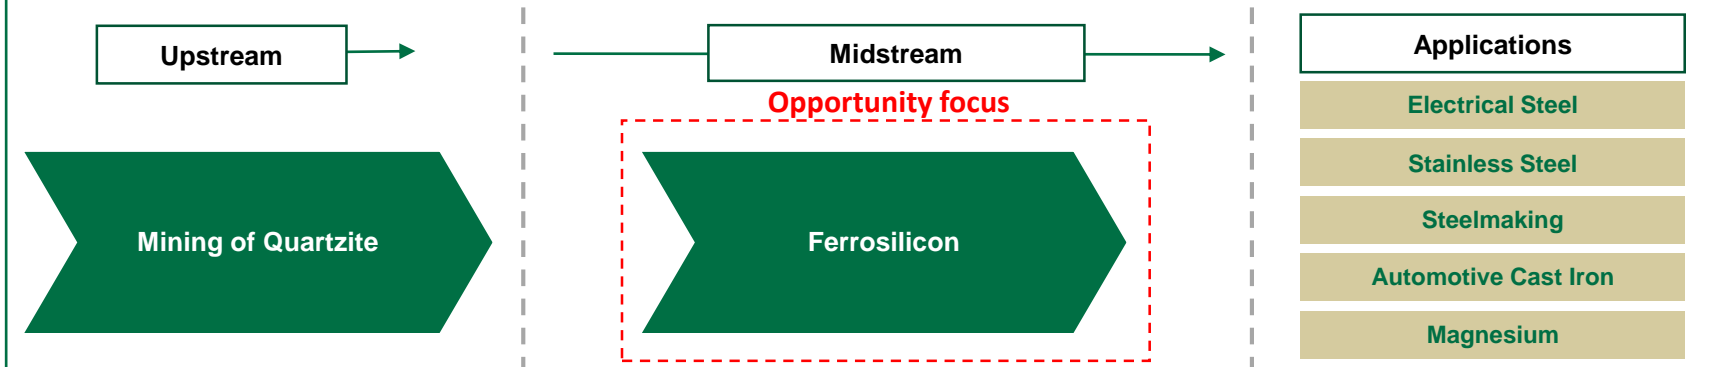 Upstream
Midstream
Applications
Opportunity focus
Mining of Quartzite
Ferrosilicon
Electrical Steel
Stainless Steel
Steelmaking
Automotive Cast Iron
Magnesium